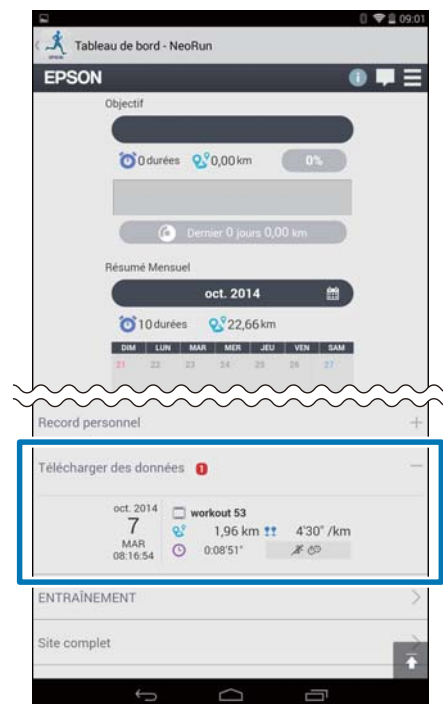 09:01
Tableau de bord - NeoRun
EPSON
Objectif
0 durées 0,00 km 0%
Dernier 0 jours 0,00 km
Résumé Mensuel
oct. 2014
10 durées 22,66 km
DIM LUN MAR MER JEU VEN SAM
21 22 23 24 25 26 27
Record personnel
Télécharger des données 1
oct. 2014
7
MAR
08:16:54
workout 53
1,96 km 4'30" /km
0:08'51"
ENTRAÎNEMENT
Site complet